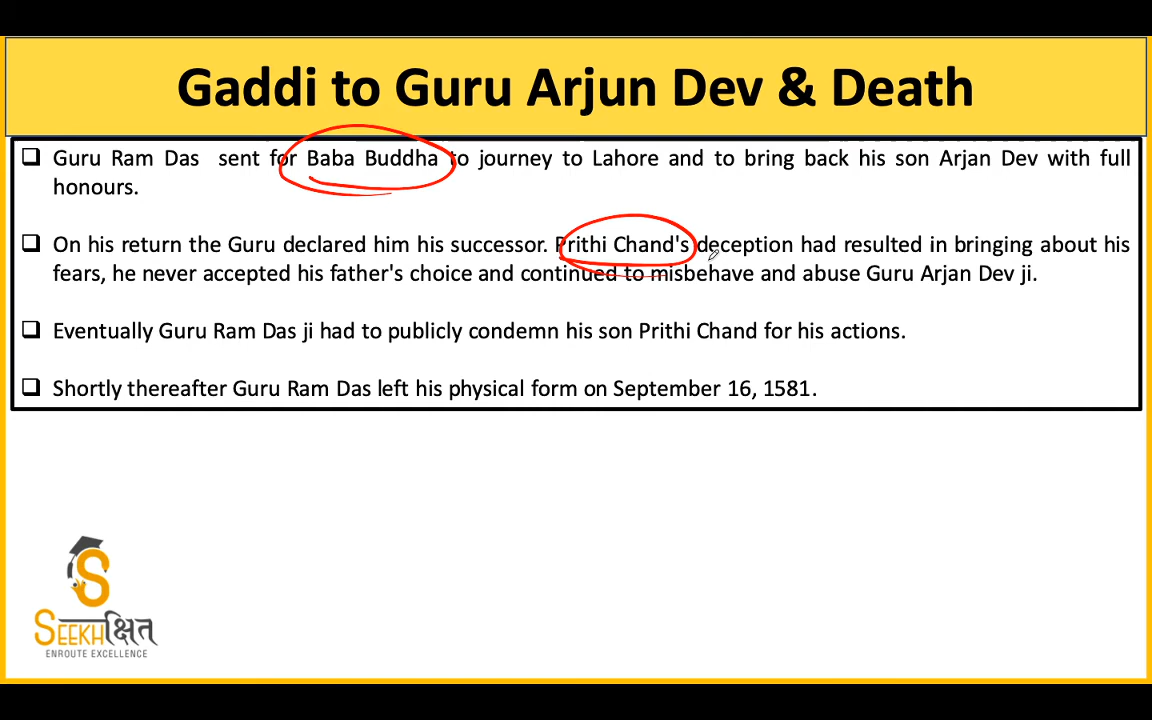 Gaddi to Guru Arjun Dev & Death
Guru Ram Das sent for Baba Buddha to journey to Lahore and to bring back his son Arjan Dev with full
honours.
On his return the Guru declared him his successor. Prithi Chand's deception had resulted in bringing about his
fears, he never accepted his father's choice and continued to misbehave and abuse Guru Arjan Dev ji.
Eventually Guru Ram Das ji had to publicly condemn his son Prithi Chand for his actions.
Shortly thereafter Guru Ram Das left his physical form on September 16, 1581.
S
SEEKHक्षित
ENROUTE EXCELLENCE